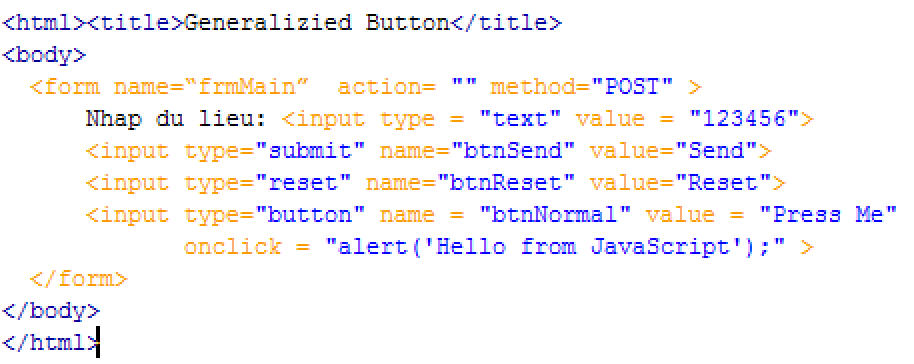 <html><title>Generalizied Button</title>
<body>
<form name=“frmMain” action= "" method="POST" >
Nhap du lieu: <input type = "text" value = "123456">
<input type="submit" name="btnSend" value="Send">
<input type="reset" name="btnReset" value="Reset">
<input type="button" name = "btnNormal" value = "Press Me"
onclick = "alert('Hello from JavaScript');" >
</form>
</body>
</html>